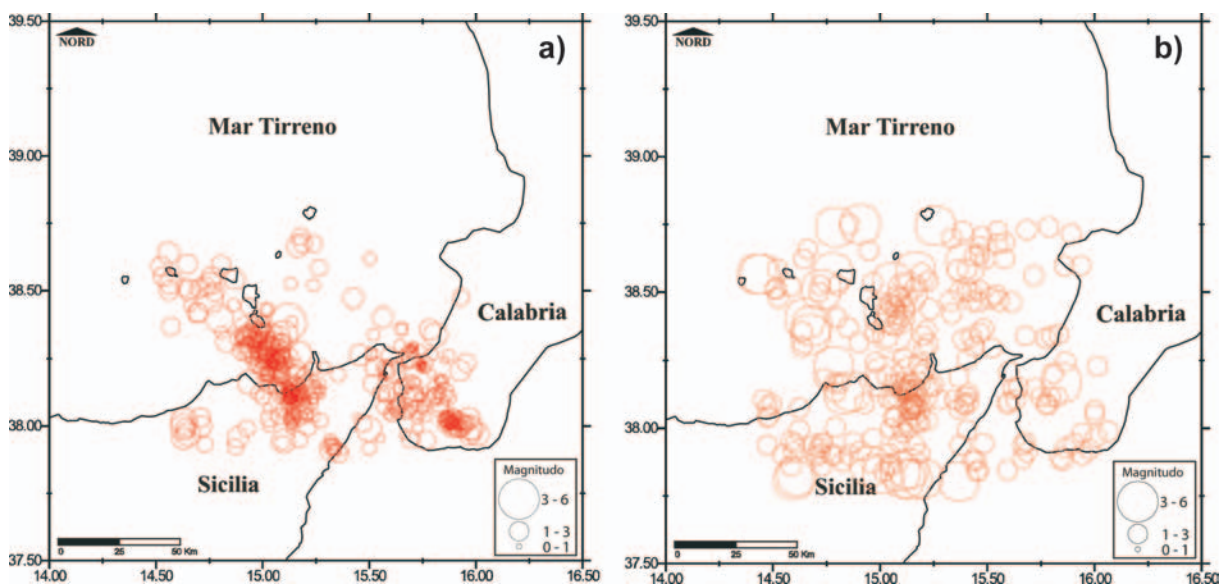 39.50
39.00
38.50
38.00
37.50
14.00 14.50 15.00 15.50 16.00 16.50
NORD
a)
Mar Tirreno
Calabria
Sicilia
Magnitudo
3 - 6
1 - 3
0 - 1
0 25 50 Km
39.50
39.00
38.50
38.00
37.50
14.00 14.50 15.00 15.50 16.00 16.50
NORD
b)
Mar Tirreno
Calabria
Sicilia
Magnitudo
3 - 6
1 - 3
0 - 1
0 25 50 Km